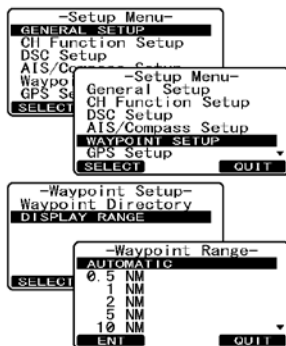 -Setup Menu-
GENERAL SETUP
CH Function Setup
DSC Setup
AIS/Compass Setup
Waypo
GPS Se
SELECT
-Setup Menu-
General Setup
CH Function Setup
DSC Setup
AIS/Compass Setup
WAYPOINT SETUP
GPS Setup
SELECT QUIT
-Waypoint Setup-
Waypoint Directory
DISPLAY RANGE
SELECT
-Waypoint Range-
AUTOMATIC
0.5 NM
1 NM
2 NM
5 NM
10 NM
ENT QUIT